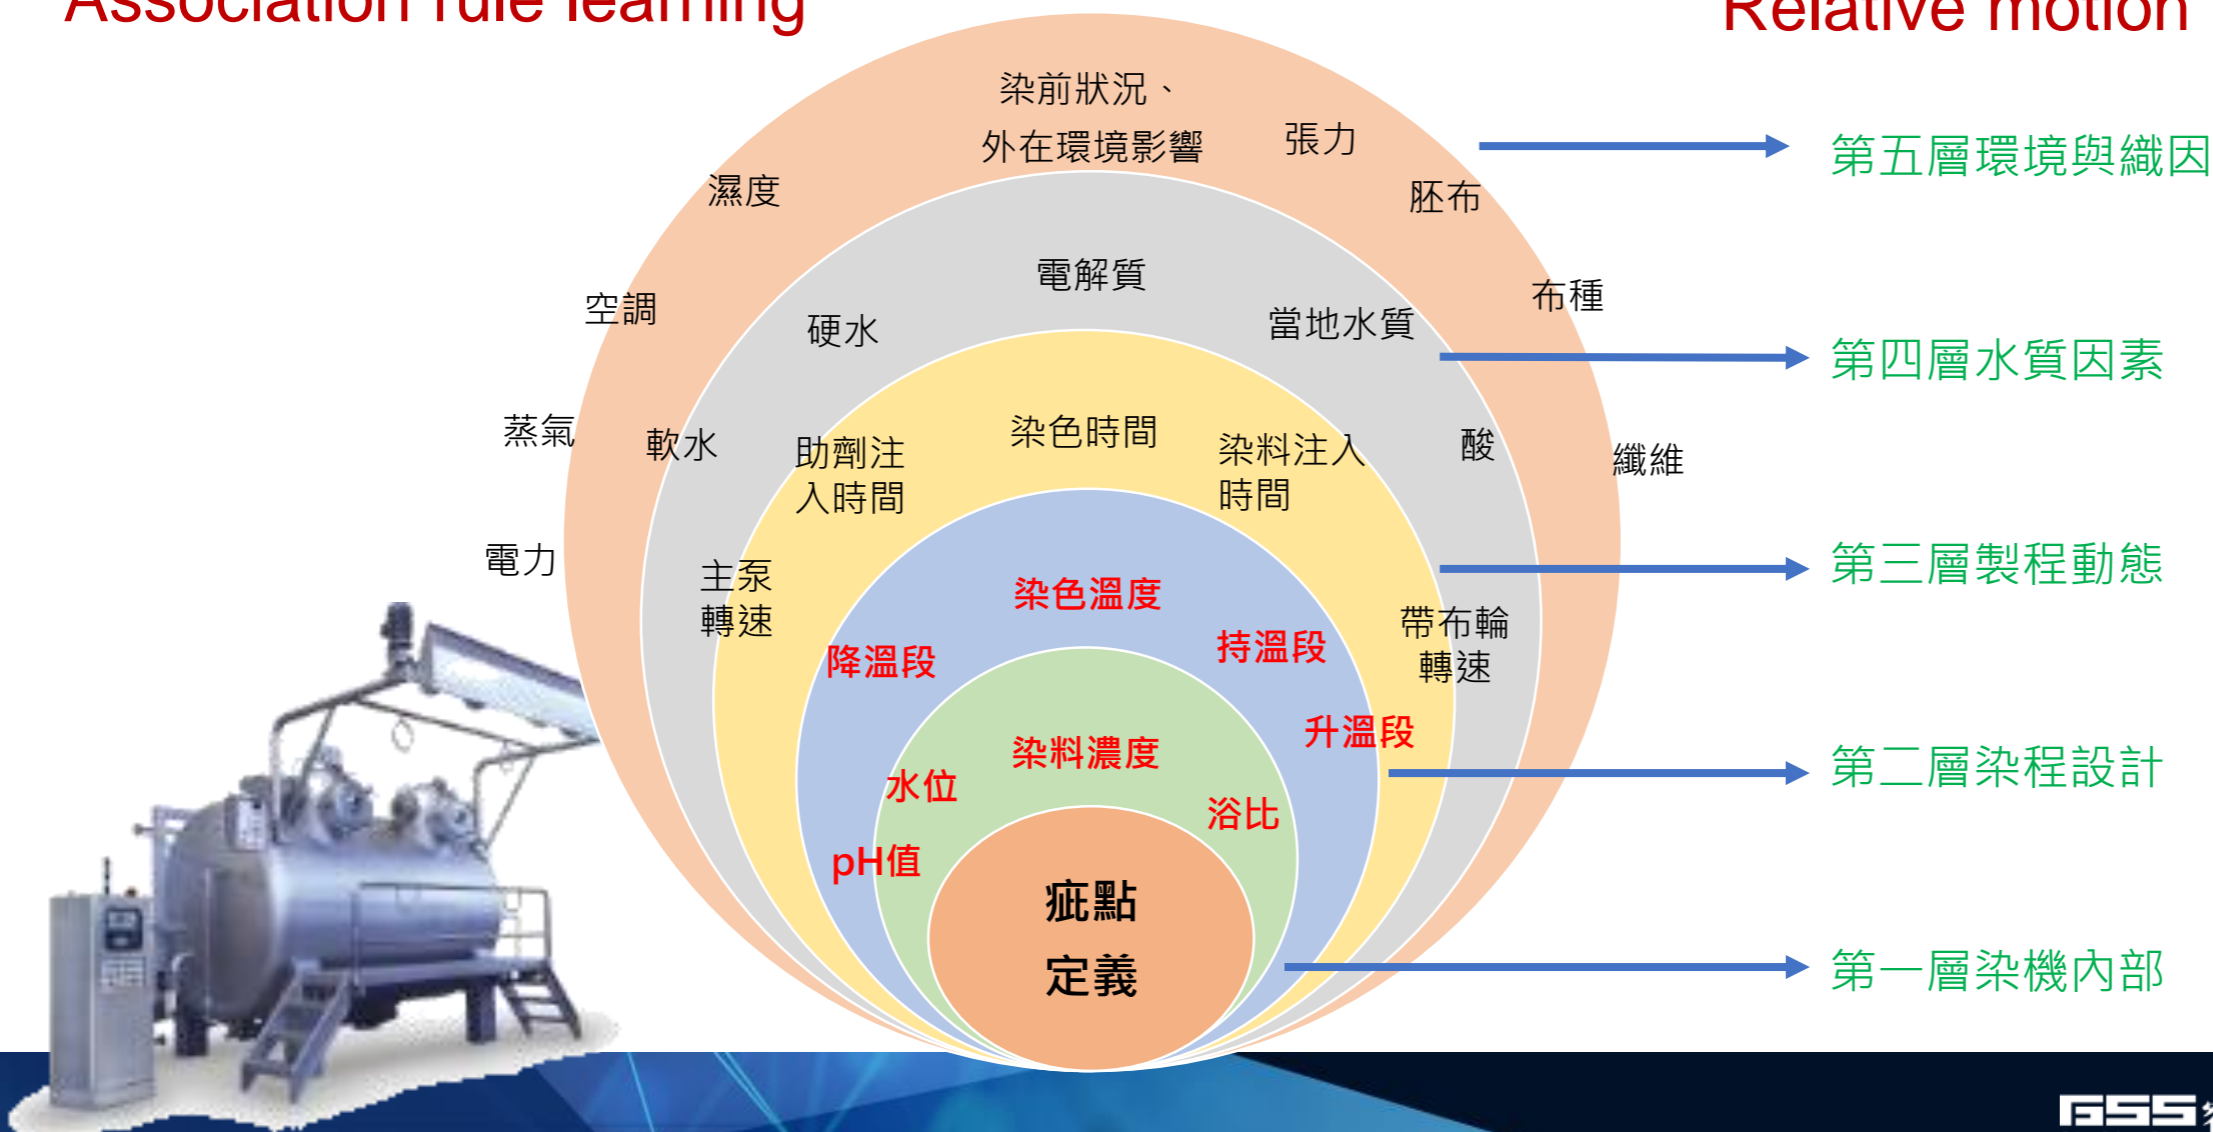 Association rule learning
Relative motion
染前狀況、
外在環境影響
張力
濕度
胚布
空調
布種
蒸氣
纖維
電力
電解質
硬水
當地水質
軟水
酸
染色時間
助劑注
入時間
染料注入
時間
主泵
轉速
帶布輪
轉速
染色溫度
降溫段
持溫段
升溫段
染料濃度
水位
浴比
pH值
疵點
定義
第五層環境與織因
第四層水質因素
第三層製程動態
第二層染程設計
第一層染機內部
GSS